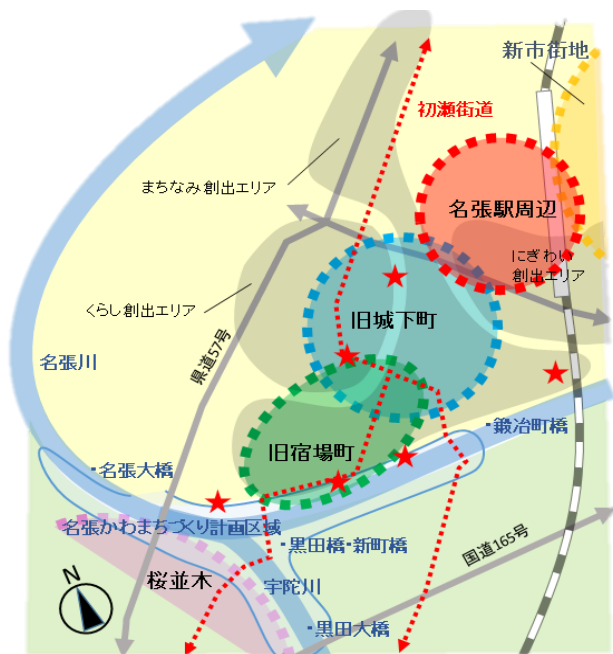 新市街地
初瀬街道
まちなみ創出エリア
名張駅周辺
にぎわい
創出エリア
くらし創出エリア
旧城下町
県道57号
名張川
旧宿場町
・鍛冶町橋
・名張大橋
名張かわまちづくり計画区域
・黒田橋・新町橋
国道165号
桜並木
宇陀川
N
・黒田大橋